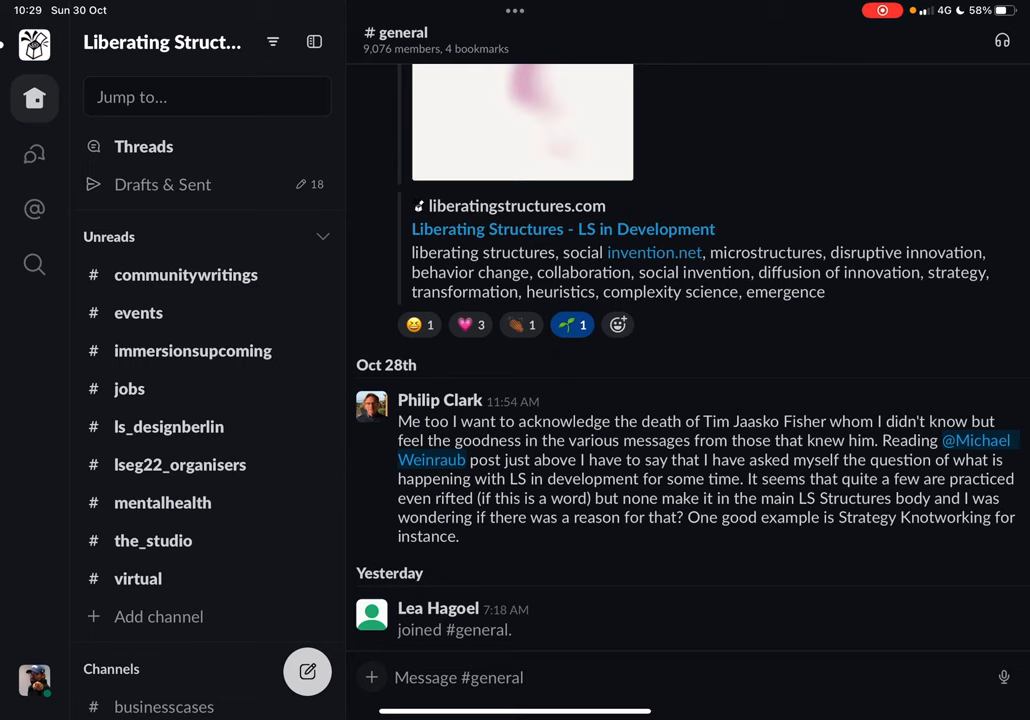 10:29 Sun 30 Oct
4G 58%
Liberating Struct...
Jump to...
Threads
Drafts & Sent
18
Unreads
# communitywritings
# events
# immersionsupcoming
# jobs
# ls_designberlin
# lseg22_organisers
# mentalhealth
# the_studio
# virtual
+ Add channel
Channels
# businesscases
# general
9,076 members, 4 bookmarks
liberatingstructures.com
Liberating Structures - LS in Development
liberating structures, social invention.net, microstructures, disruptive innovation,
behavior change, collaboration, social invention, diffusion of innovation, strategy,
transformation, heuristics, complexity science, emergence
1 3 1 1
Oct 28th
Philip Clark 11:54 AM
Me too I want to acknowledge the death of Tim Jaasko Fisher whom I didn't know but
feel the goodness in the various messages from those that knew him. Reading @Michael
Weinraub post just above I have to say that I have asked myself the question of what is
happening with LS in development for some time. It seems that quite a few are practiced
even rifted (if this is a word) but none make it in the main LS Structures body and I was
wondering if there was a reason for that? One good example is Strategy Knotworking for
instance.
Yesterday
Lea Hagoel 7:18 AM
joined #general.
Message #general